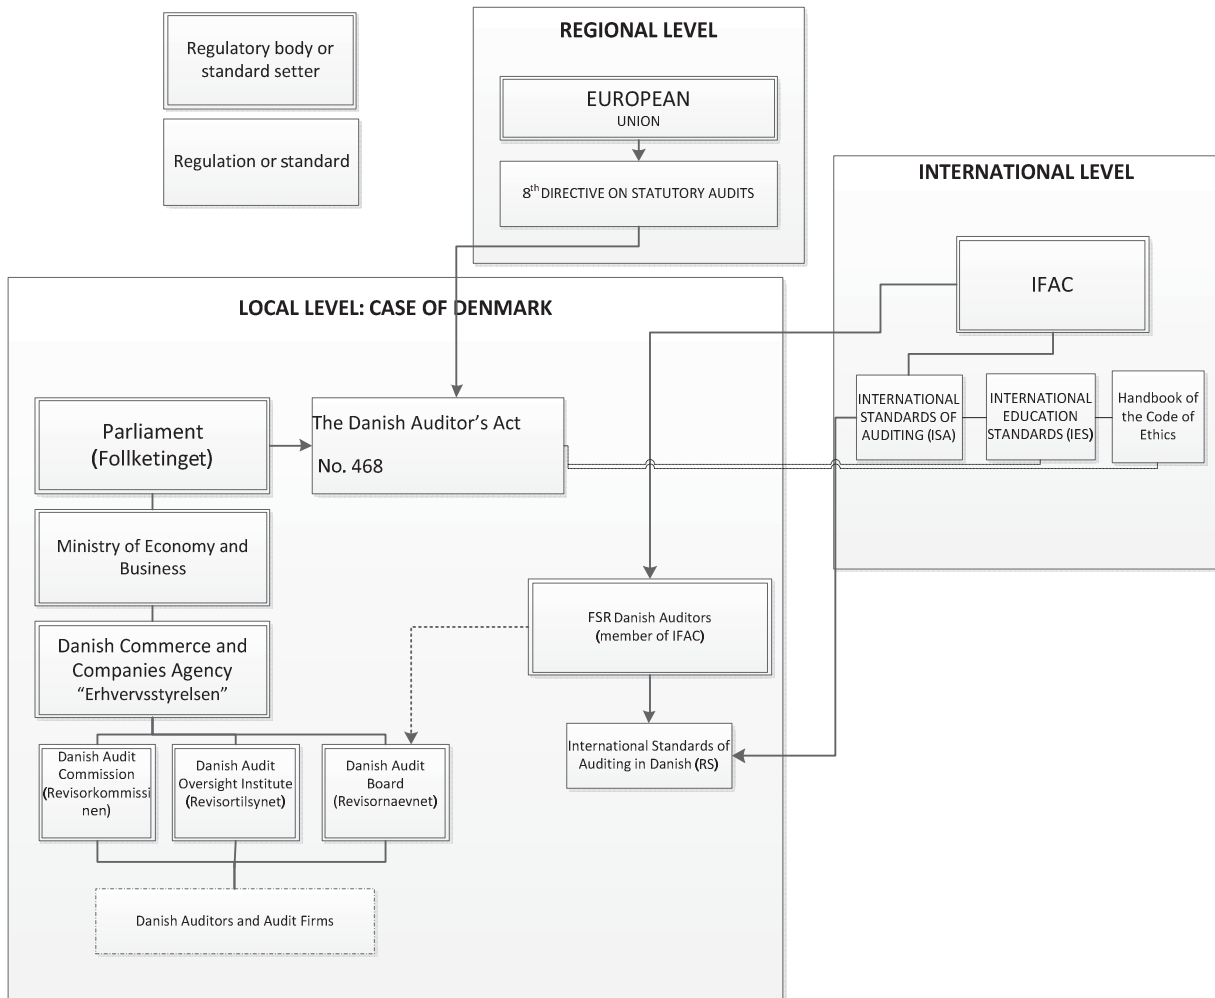 Regulatory body or
standard setter
Regulation or standard
REGIONAL LEVEL
EUROPEAN
UNION
8th DIRECTIVE ON STATUTORY AUDITS
INTERNATIONAL LEVEL
IFAC
INTERNATIONAL
STANDARDS OF
AUDITING (ISA)
INTERNATIONAL
EDUCATION
STANDARDS (IES)
Handbook of
the Code of
Ethics
LOCAL LEVEL: CASE OF DENMARK
Parliament
(Follketinget)
The Danish Auditor's Act
No. 468
Ministry of Economy and
Business
Danish Commerce and
Companies Agency
“Erhvervsstyrelsen”
FSR Danish Auditors
(member of IFAC)
International Standards of
Auditing in Danish (RS)
Danish Audit
Commission
(Revisorkommissi
nen)
Danish Audit
Oversight Institute
(Revisortilsynet)
Danish Audit
Board
(Revisornaevnet)
Danish Auditors and Audit Firms